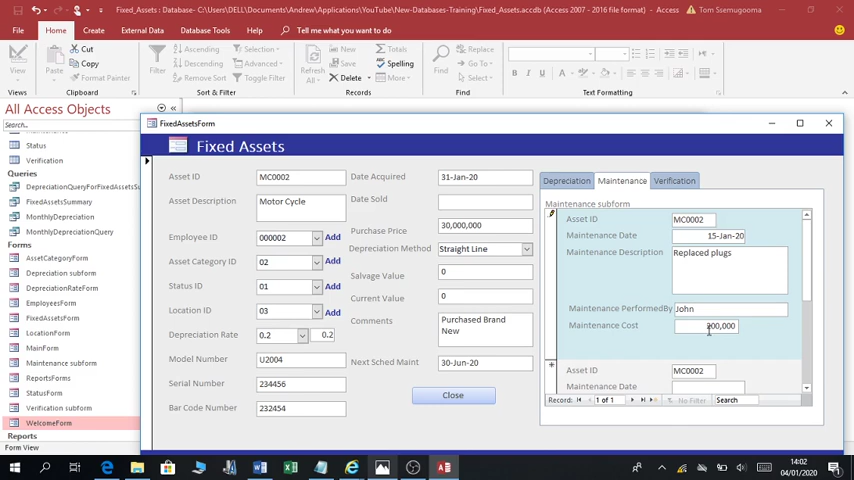 Fixed_Assets : Database- C:\Users\DELL\Documents\Andrew\Applications\YouTube\New-Databases-Training\Fixed_Assets.accdb (Access 2007 - 2016 file format) - Access
Tom Ssemugooma
File Home Create External Data Database Tools Help Tell me what you want to do
View
Paste
Cut
Copy
Format Painter
Filter
Ascending
Descending
Remove Sort
Selection
Advanced
Toggle Filter
Refresh All
New
Save
Delete
Totals
Spelling
More
Find
Replace
Go To
Select
B I U
Views Clipboard Sort & Filter Records Find Text Formatting
All Access Objects
Search...
Status
Verification
Queries
DepreciationQueryForFixedAssetsSu
FixedAssetsSummary
MonthlyDepreciation
MonthlyDepreciationQuery
Forms
AssetCategoryForm
Depreciation subform
DepreciationRateForm
EmployeesForm
FixedAssetsForm
LocationForm
MainForm
Maintenance subform
ReportsForms
StatusForm
Verification subform
WelcomeForm
Reports
FixedAssetsForm
Fixed Assets
Asset ID MC0002
Asset Description Motor Cycle
Employee ID 000002 Add
Asset Category ID 02 Add
Status ID 01
Location ID 03 Add
Depreciation Rate 0.2 0.2
Model Number U2004
Serial Number 234456
Bar Code Number 232454
Date Acquired 31-Jan-20
Date Sold
Purchase Price 30,000,000
Depreciation Method Straight Line
Salvage Value 0
Current Value 0
Comments Purchased Brand
New
Next Sched Maint 30-Jun-20
Close
Depreciation Maintenance Verification
Maintenance subform
Asset ID MC0002
Maintenance Date 15-Jan-20
Maintenance Description Replaced plugs
Maintenance PerformedBy John
Maintenance Cost 200,000
Asset ID MC0002
Maintenance Date
Record: 1 of 1 No Filter Search
Form View
14:02
04/01/2020